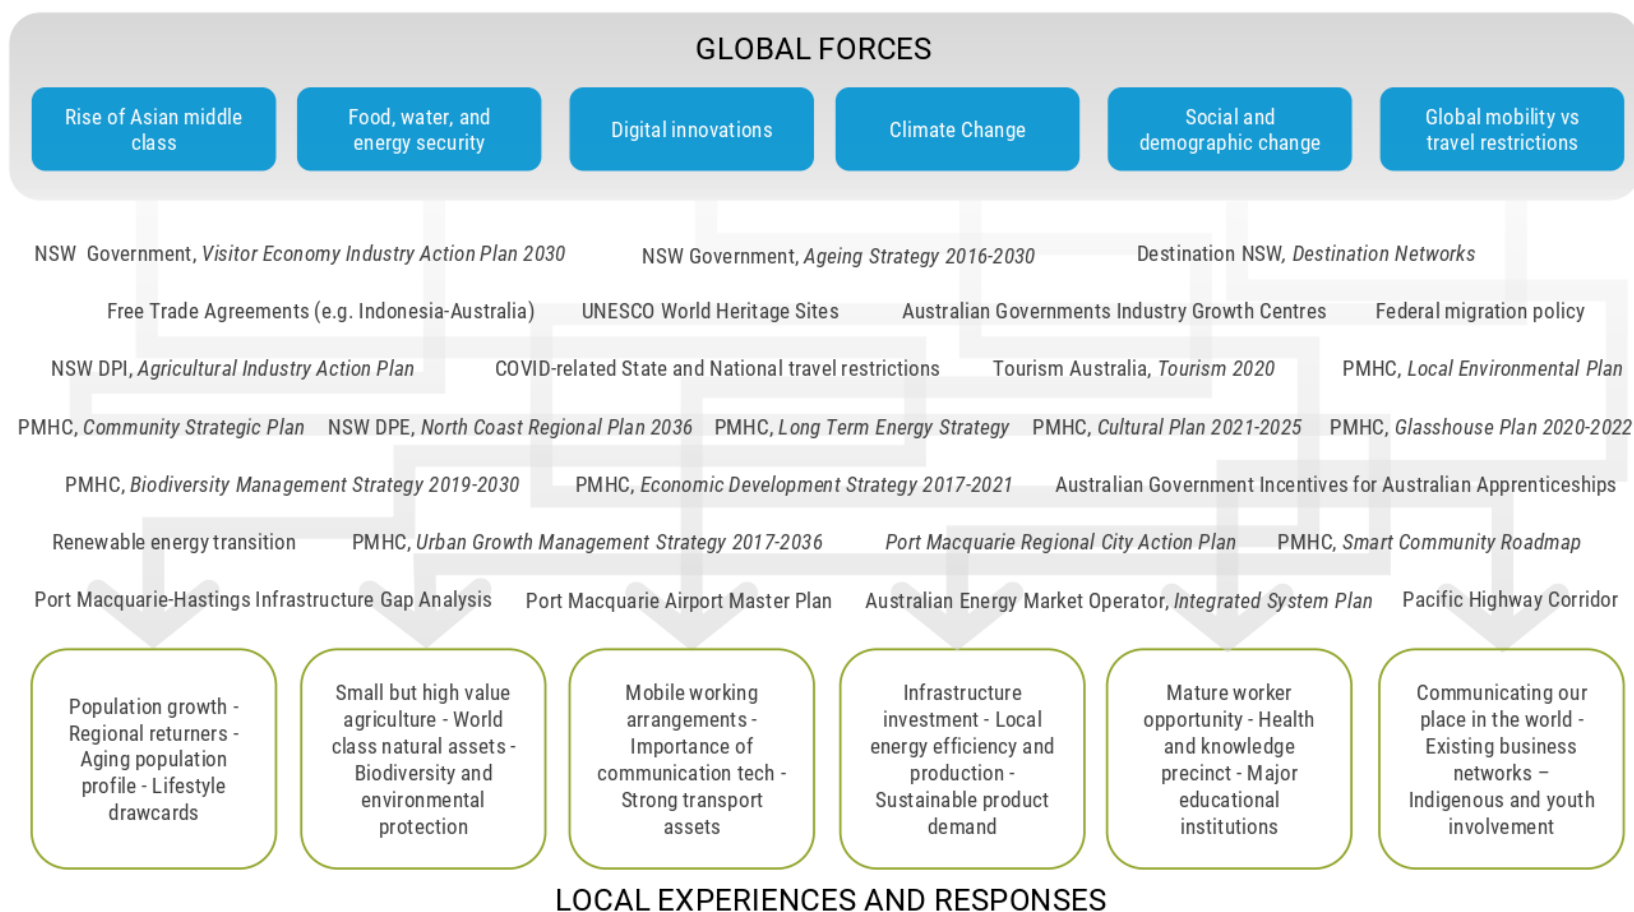 GLOBAL FORCES
Rise of Asian middle
class
Food, water, and
energy security
Digital innovations
Climate Change
Social and
demographic change
Global mobility vs
travel restrictions
NSW  Government, Visitor Economy Industry Action Plan 2030
NSW Government, Ageing Strategy 2016-2030
Destination NSW, Destination Networks
Free Trade Agreements (e.g. Indonesia-Australia)
UNESCO World Heritage Sites
Australian Governments Industry Growth Centres
Federal migration policy
NSW DPI, Agricultural Industry Action Plan
COVID-related State and National travel restrictions
Tourism Australia, Tourism 2020
PMHC, Local Environmental Plan
PMHC, Community Strategic Plan
NSW DPE, North Coast Regional Plan 2036
PMHC, Long Term Energy Strategy
PMHC, Cultural Plan 2021-2025
PMHC, Glasshouse Plan 2020-2022
PMHC, Biodiversity Management Strategy 2019-2030
PMHC, Economic Development Strategy 2017-2021
Australian Government Incentives for Australian Apprenticeships
Renewable energy transition
PMHC, Urban Growth Management Strategy 2017-2036
Port Macquarie Regional City Action Plan
PMHC, Smart Community Roadmap
Port Macquarie-Hastings Infrastructure Gap Analysis
Port Macquarie Airport Master Plan
Australian Energy Market Operator, Integrated System Plan
Pacific Highway Corridor
Population growth -
Regional returners -
Aging population
profile - Lifestyle
drawcards
Small but high value
agriculture - World
class natural assets -
Biodiversity and
environmental
protection
Mobile working
arrangements -
Importance of
communication tech -
Strong transport
assets
Infrastructure
investment - Local
energy efficiency and
production -
Sustainable product
demand
Mature worker
opportunity - Health
and knowledge
precinct - Major
educational
institutions
Communicating our
place in the world -
Existing business
networks –
Indigenous and youth
involvement
LOCAL EXPERIENCES AND RESPONSES